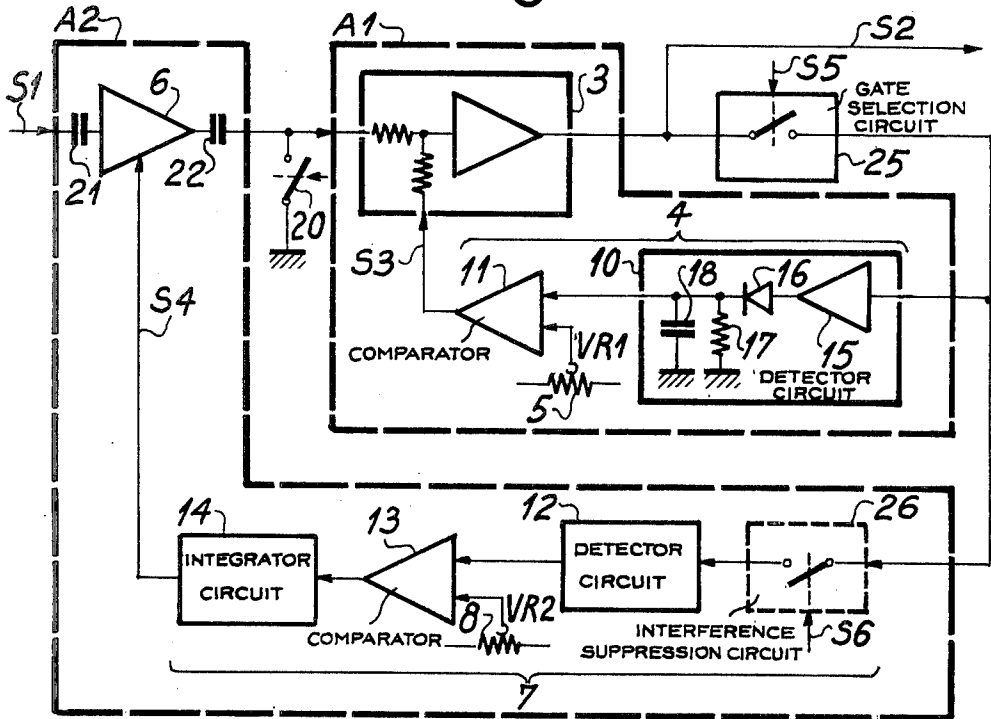 A2
A1
S2
S1
6
3
S5
GATE
SELECTION
CIRCUIT
21
22
20
25
4
S3
11
10
18
16
S4
COMPARATOR
VR1
17
15
5
DETECTOR
CIRCUIT
14
13
12
26
INTEGRATOR
CIRCUIT
DETECTOR
CIRCUIT
VR2
8
COMPARATOR
INTERFERENCE
SUPPRESSION CIRCUIT
S6
7